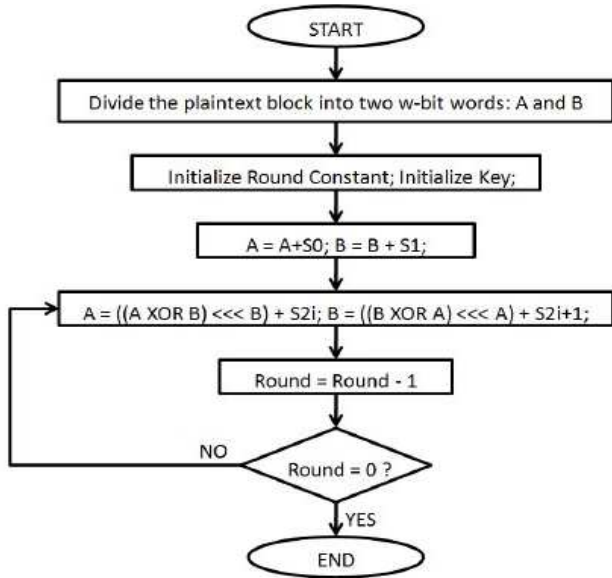 START
Divide the plaintext block into two w-bit words: A and B
Initialize Round Constant; Initialize Key;
A = A+S0; B = B + S1;
A = ((A XOR B) <<< B) + S2i; B = ((B XOR A) <<< A) + S2i+1;
Round = Round - 1
NO
Round = 0 ?
YES
END